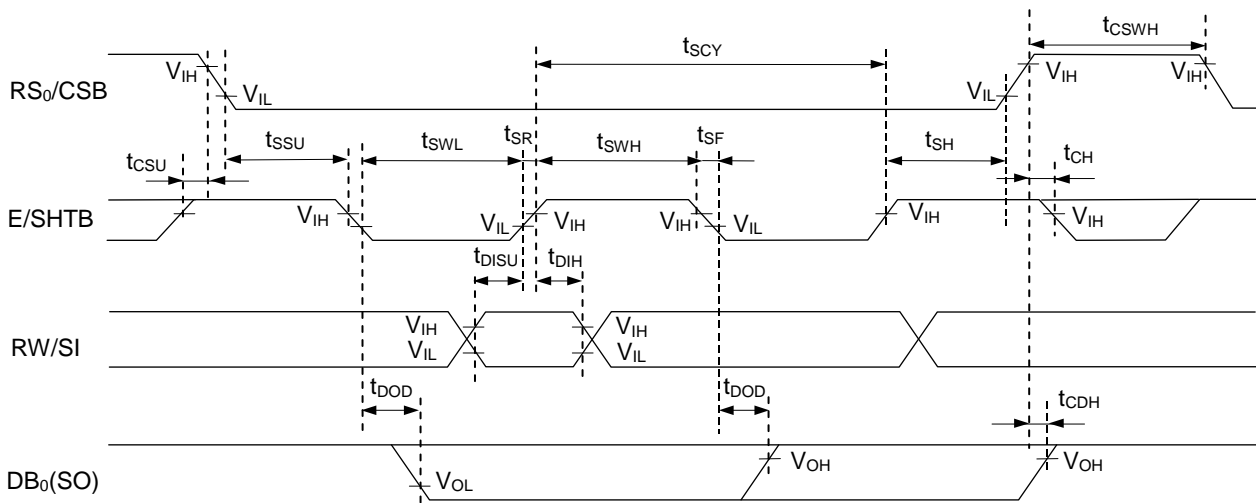 tCSWH
tSCY
VIH
VIH
VIH
RS0/CSB
VIL
VIL
tSSU
tSWL
tSR
tSWH
tSF
tSH
tCSU
tCH
E/SHTB
VIH
VIL
VIH
VIH
VIL
VIH
VIH
tDISU
tDIH
VIH
VIH
RW/SI
VIL
VIL
tDOD
tDOD
tCDH
DB0(SO)
VOL
VOH
VOH